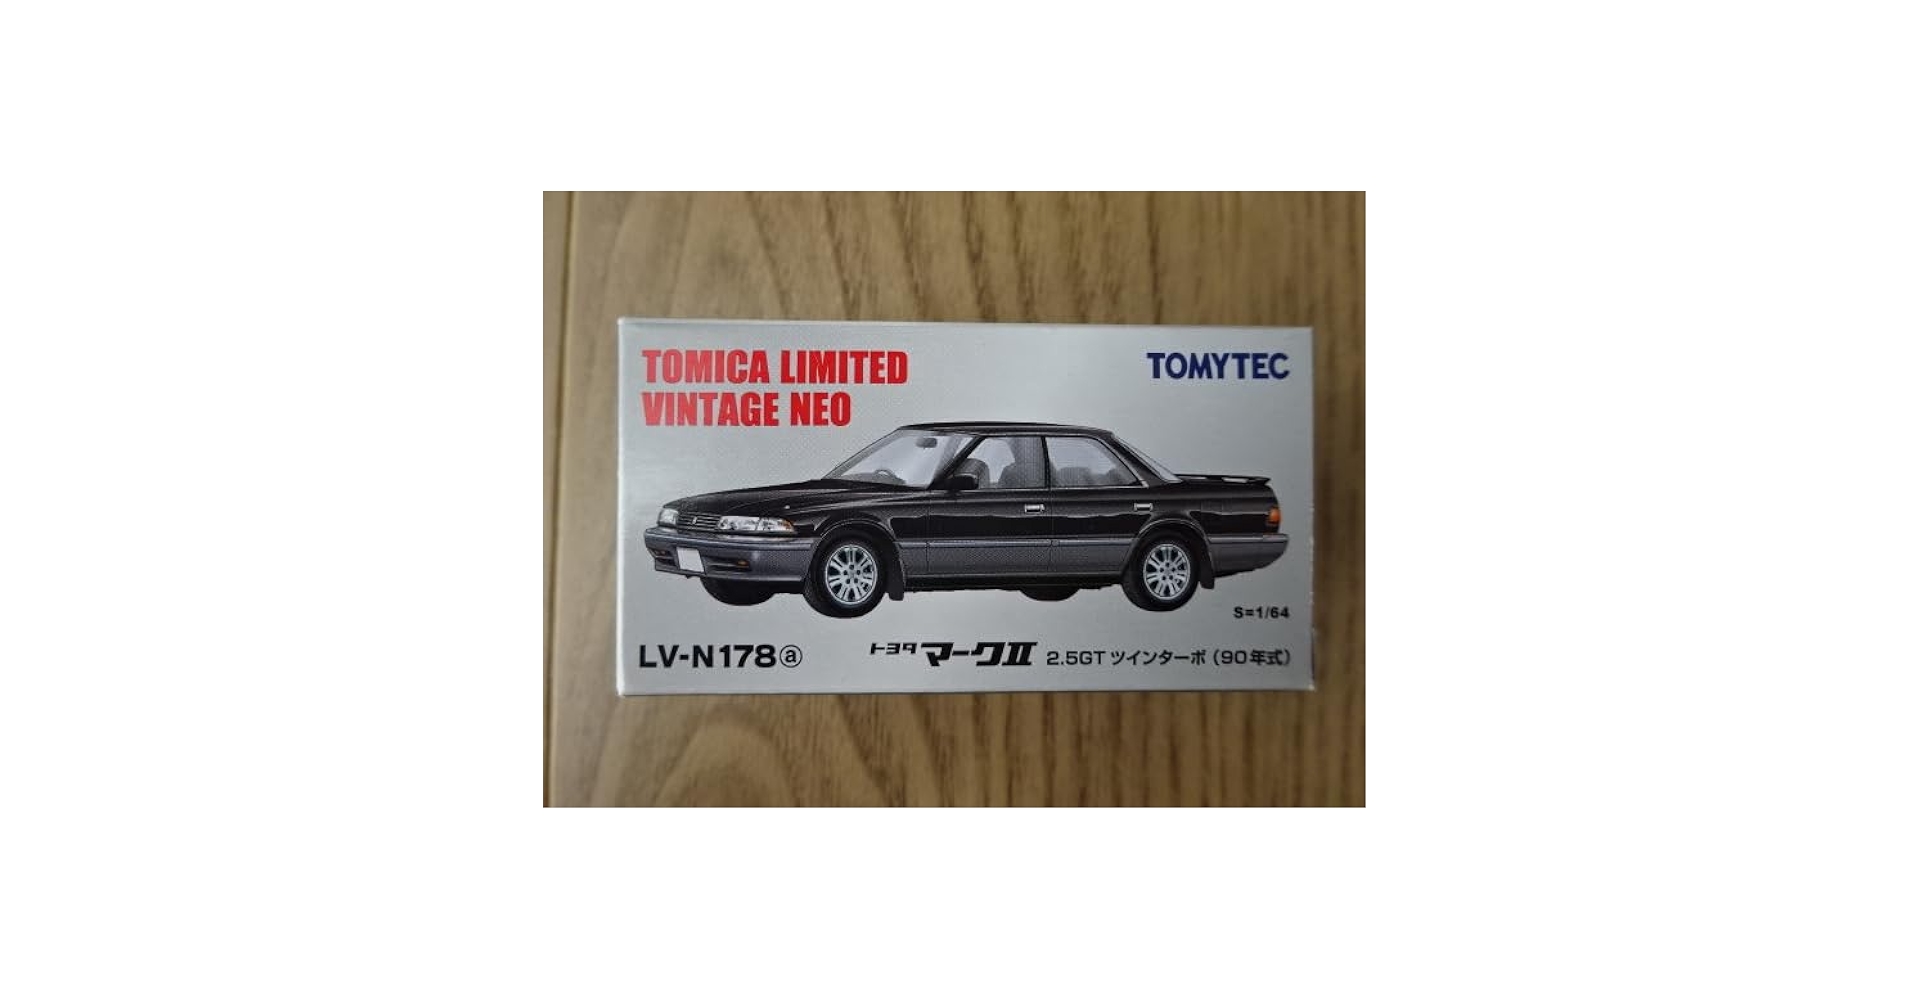 TOMICA LIMITED
VINTAGE NEO
TOMYTEC
S=1/64
LV-N178ⓐ トヨタ マークⅡ 2.5GT ツインターボ (90年式)